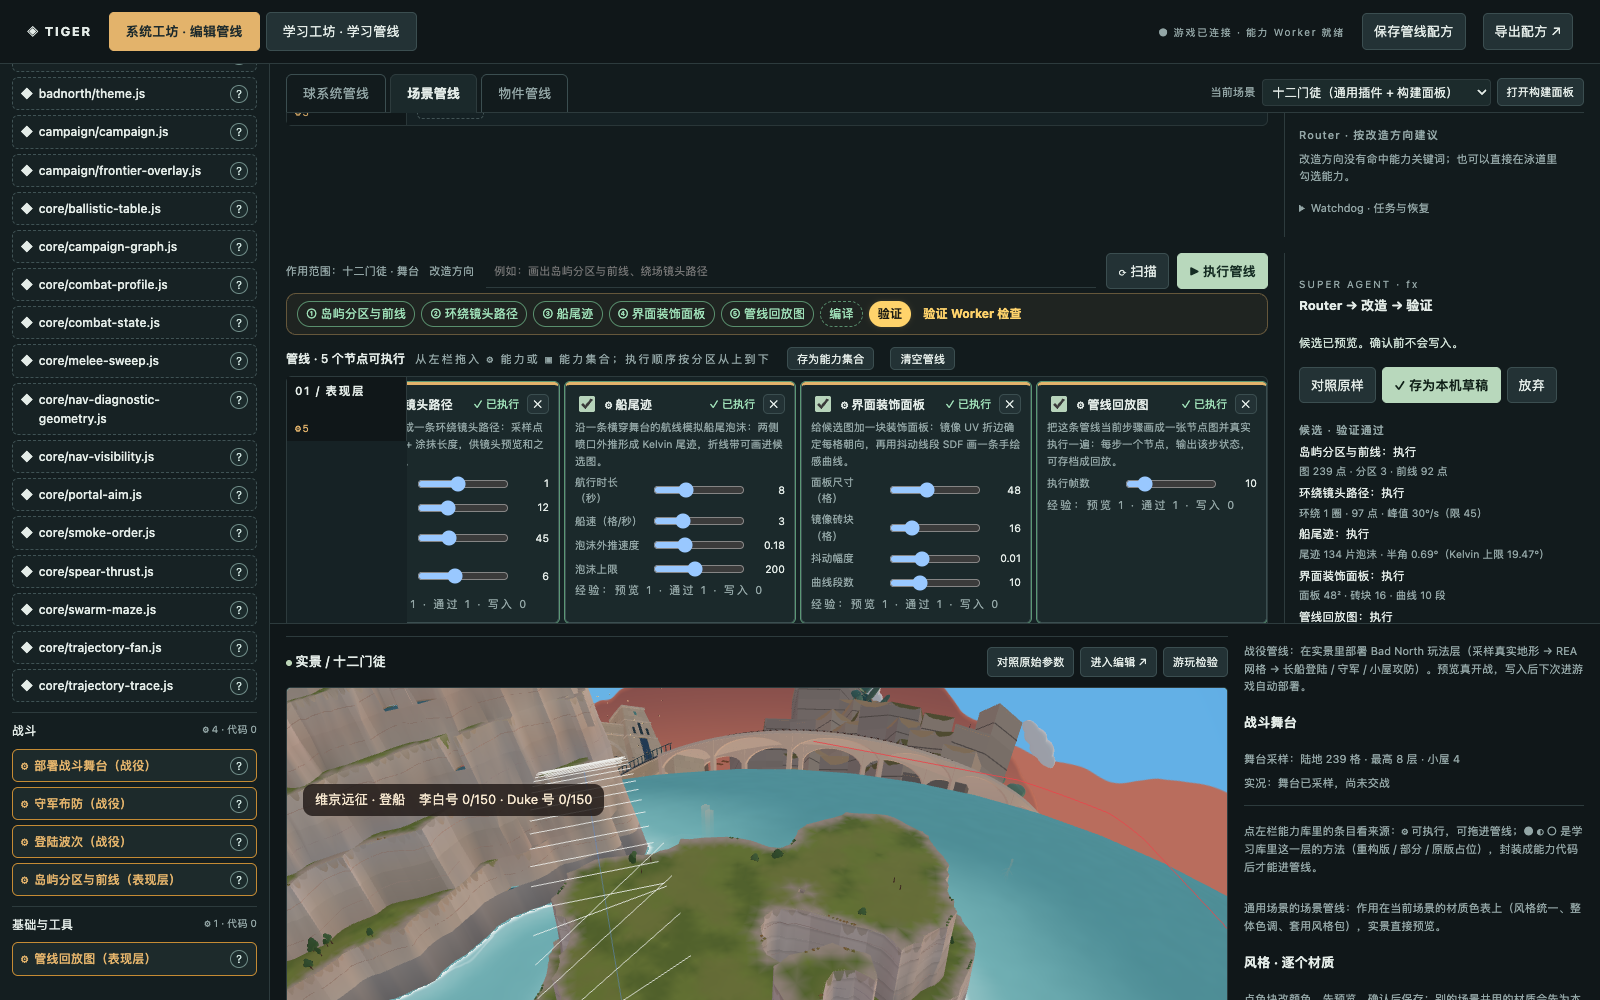 ◈ TIGER
系统工坊 · 编辑管线
学习工坊 · 学习管线
游戏已连接 · 能力 Worker 就绪
保存管线配方
导出配方 ↗
badnorth/theme.js ?
campaign/campaign.js ?
campaign/frontier-overlay.js ?
core/ballistic-table.js ?
core/campaign-graph.js ?
core/combat-profile.js ?
core/combat-state.js ?
core/melee-sweep.js ?
core/nav-diagnostic-
geometry.js ?
core/nav-visibility.js ?
core/portal-aim.js ?
core/smoke-order.js ?
core/spear-thrust.js ?
core/swarm-maze.js ?
core/trajectory-fan.js ?
core/trajectory-trace.js ?
战斗 ⚙ 4 · 代码 0
⚙ 部署战斗舞台（战役） ?
⚙ 守军布防（战役） ?
⚙ 登陆波次（战役） ?
⚙ 岛屿分区与前线（表现层） ?
基础与工具 ⚙ 1 · 代码 0
⚙ 管线回放图（表现层） ?
球系统管线
场景管线
物件管线
当前场景
十二门徒（通用插件 + 构建面板）
打开构建面板
作用范围：十二门徒 · 舞台 改造方向 例如：画出岛屿分区与前线、绕场镜头路径
⟳ 扫描
▶ 执行管线
① 岛屿分区与前线
② 环绕镜头路径
③ 船尾迹
④ 界面装饰面板
⑤ 管线回放图
编译
验证
验证 Worker 检查
管线 · 5 个节点可执行 从左栏拖入 ⚙ 能力或 ▣ 能力集合；执行顺序按分区从上到下
存为能力集合
清空管线
01 / 表现层
⚙5
镜头路径 ✓ 已执行 ✕
成一条环绕镜头路径：采样点
+ 涂抹长度，供镜头预览和之
1
12
45
6
1 · 通过 1 · 写入 0
⚙ 船尾迹 ✓ 已执行 ✕
沿一条横穿舞台的航线模拟船尾泡沫：两侧
喷口外推形成 Kelvin 尾迹，折线带可画进候
选图。
航行时长
（秒） 8
船速（格/秒） 3
泡沫外推速度 0.18
泡沫上限 200
经验：预览 1 · 通过 1 · 写入 0
⚙ 界面装饰面板 ✓ 已执行 ✕
给候选图加一块装饰面板：镜像 UV 折边确
定每格朝向，再用抖动线段 SDF 画一条手绘
感曲线。
面板尺寸
（格） 48
镜像砖块
（格） 16
抖动幅度 0.01
曲线段数 10
经验：预览 1 · 通过 1 · 写入 0
⚙ 管线回放图 ✓ 已执行 ✕
把这条管线当前步骤画成一张节点图并真实
执行一遍：每步一个节点，输出该步状态，
可存档成回放。
执行帧数 10
经验：预览 1 · 通过 1 · 写入 0
Router · 按改造方向建议
改造方向没有命中能力关键词；也可以直接在泳道里
勾选能力。
▶ Watchdog · 任务与恢复
SUPER AGENT · fx
Router → 改造 → 验证
候选已预览。确认前不会写入。
对照原样
✓ 存为本机草稿
放弃
候选 · 验证通过
岛屿分区与前线：执行
图 239 点 · 分区 3 · 前线 92 点
环绕镜头路径：执行
环绕 1 圈 · 97 点 · 峰值 30°/s（限 45）
船尾迹：执行
尾迹 134 片泡沫 · 半角 0.69°（Kelvin 上限 19.47°）
界面装饰面板：执行
面板 48² · 砖块 16 · 曲线 10 段
管线回放图：执行
实景 / 十二门徒
对照原始参数
进入编辑 ↗
游玩检验
维京远征 · 登船 李白号 0/150 · Duke 号 0/150
战役管线：在实景里部署 Bad North 玩法层（采样真实地形 → REA
网格 → 长船登陆 / 守军 / 小屋攻防）。预览真开战，写入后下次进游
戏自动部署。
战斗舞台
舞台采样：陆地 239 格 · 最高 8 层 · 小屋 4
实况：舞台已采样，尚未交战
点左栏能力库里的条目看来源：⚙ 可执行，可拖进管线；● ◐ ○ 是学
习库里这一层的方法（重构版 / 部分 / 原版占位），封装成能力代码
后才能进管线。
通用场景的场景管线：作用在当前场景的材质色表上（风格统一、整
体色调、套用风格包），实景直接预览。
风格 · 逐个材质